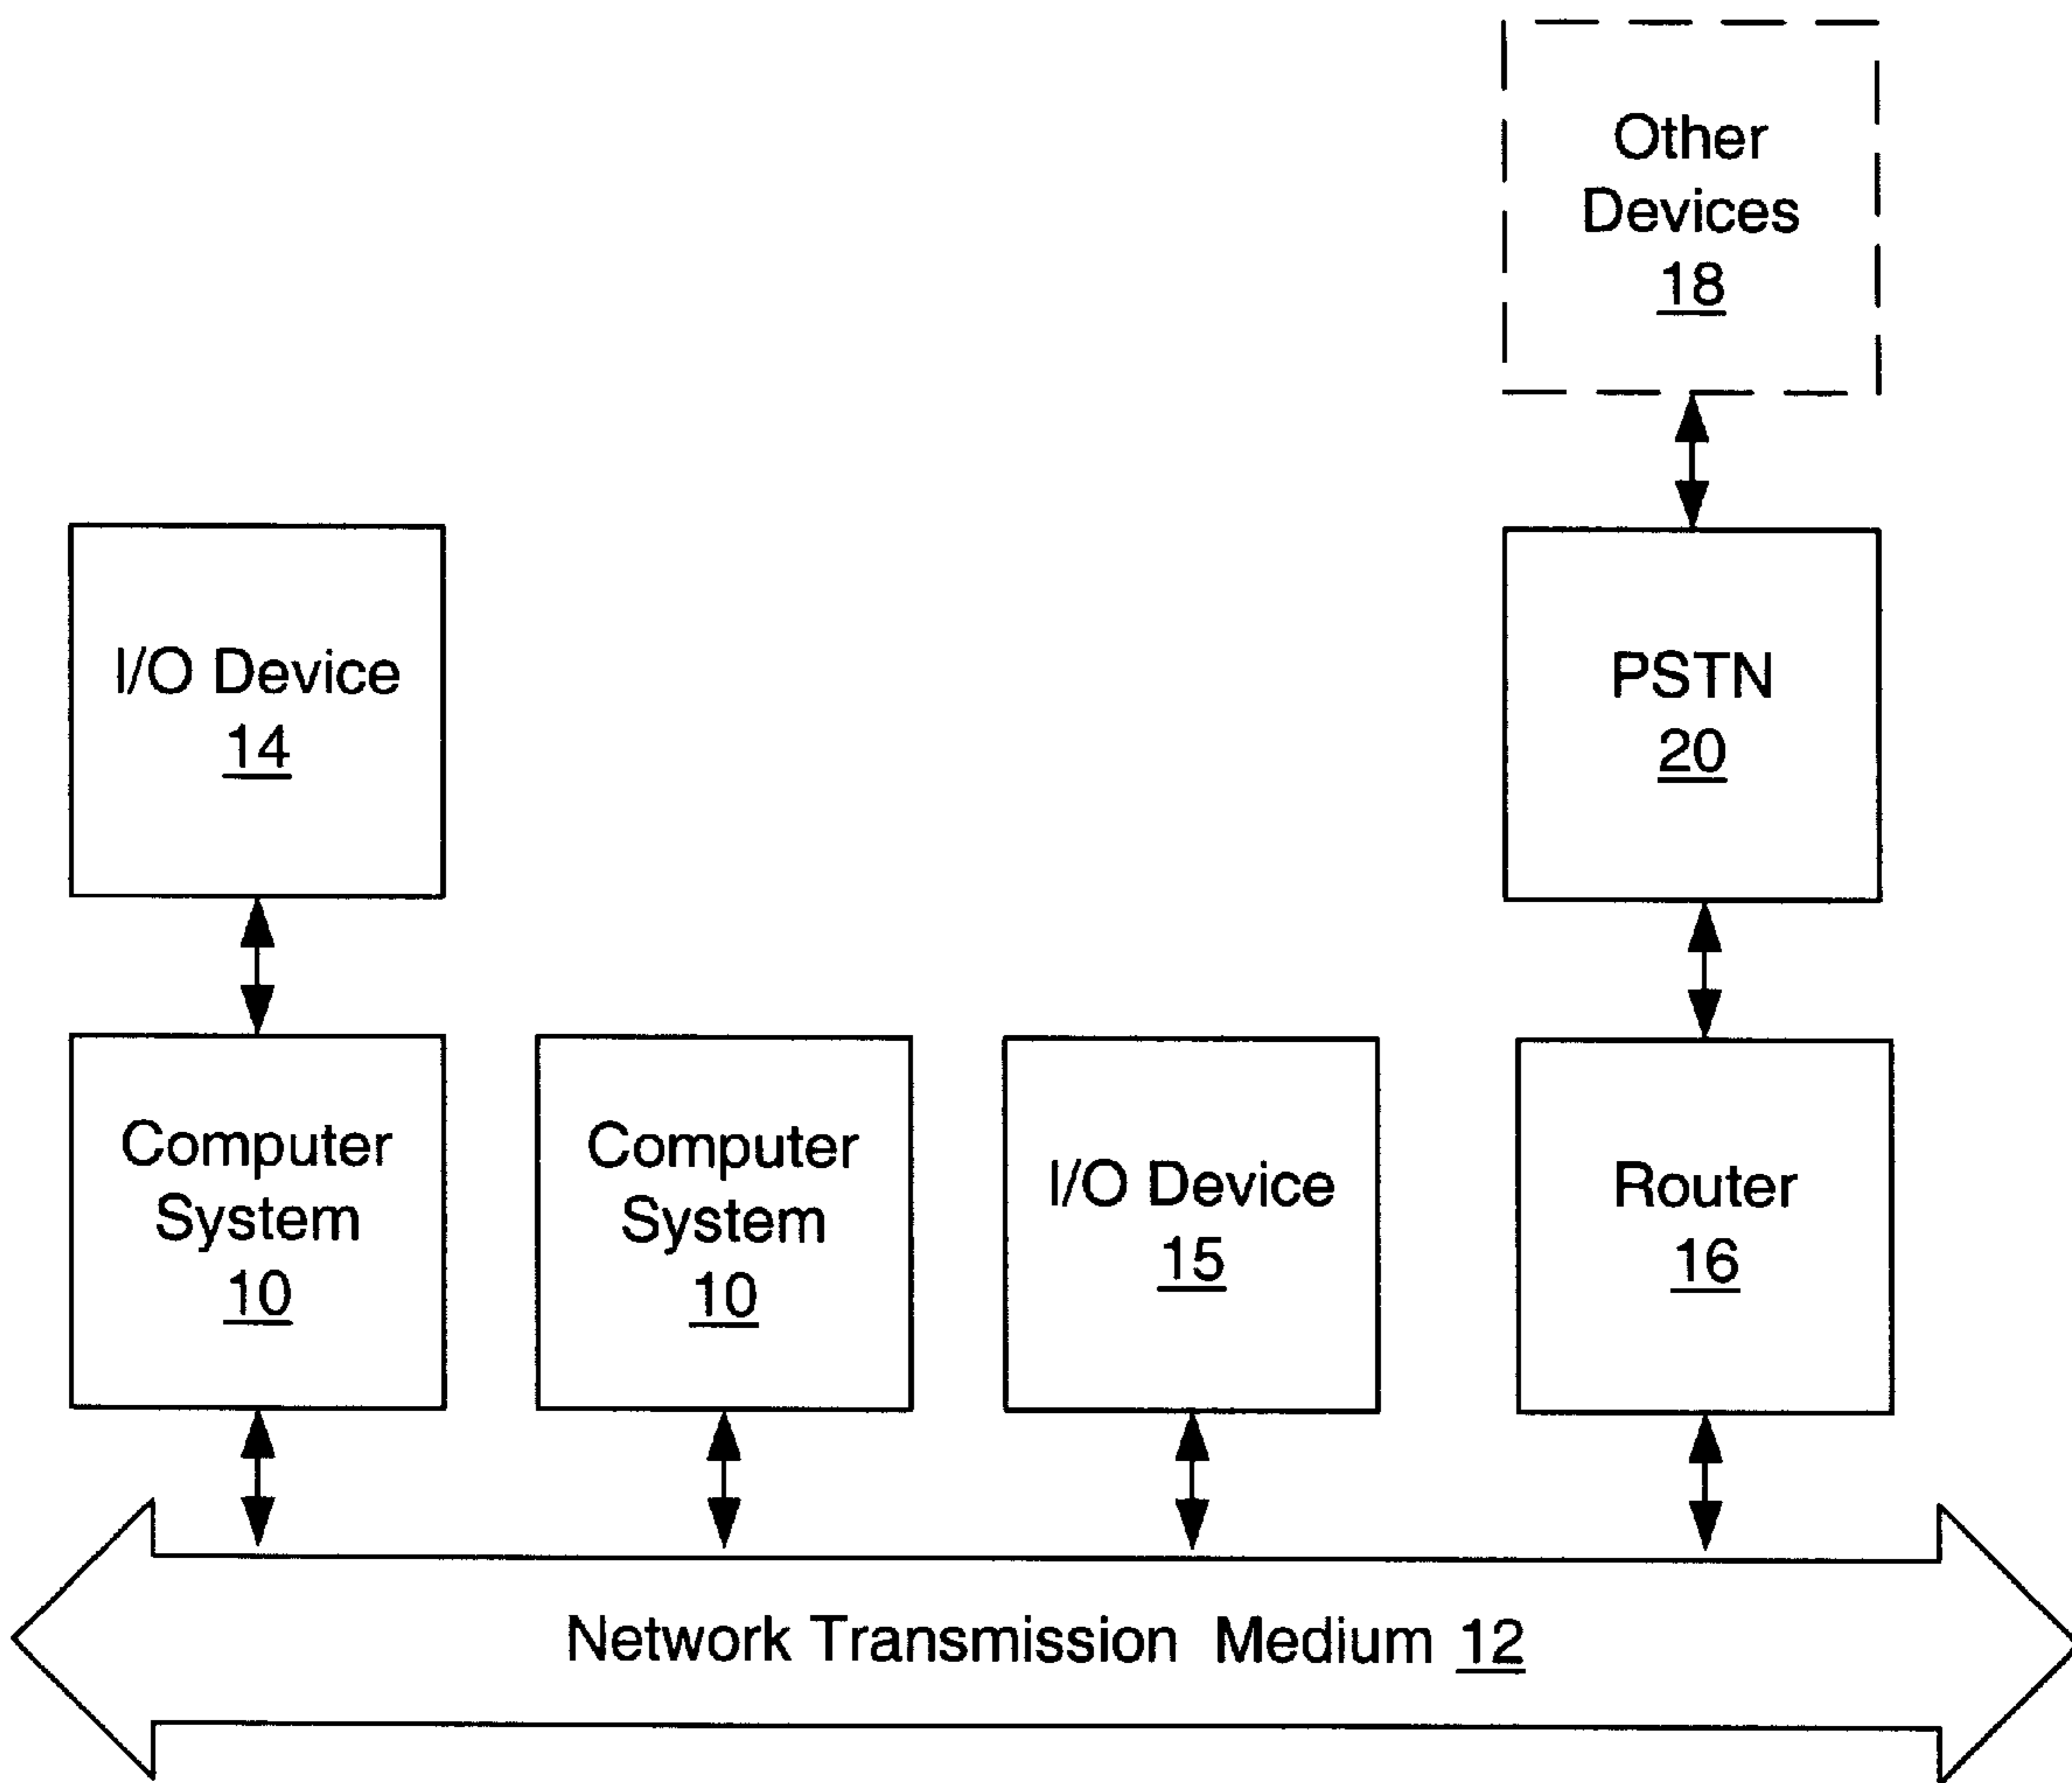 Other
Devices
18
I/O Device
14
PSTN
20
Computer
System
10
Computer
System
10
I/O Device
15
Router
16
Network Transmission Medium 12